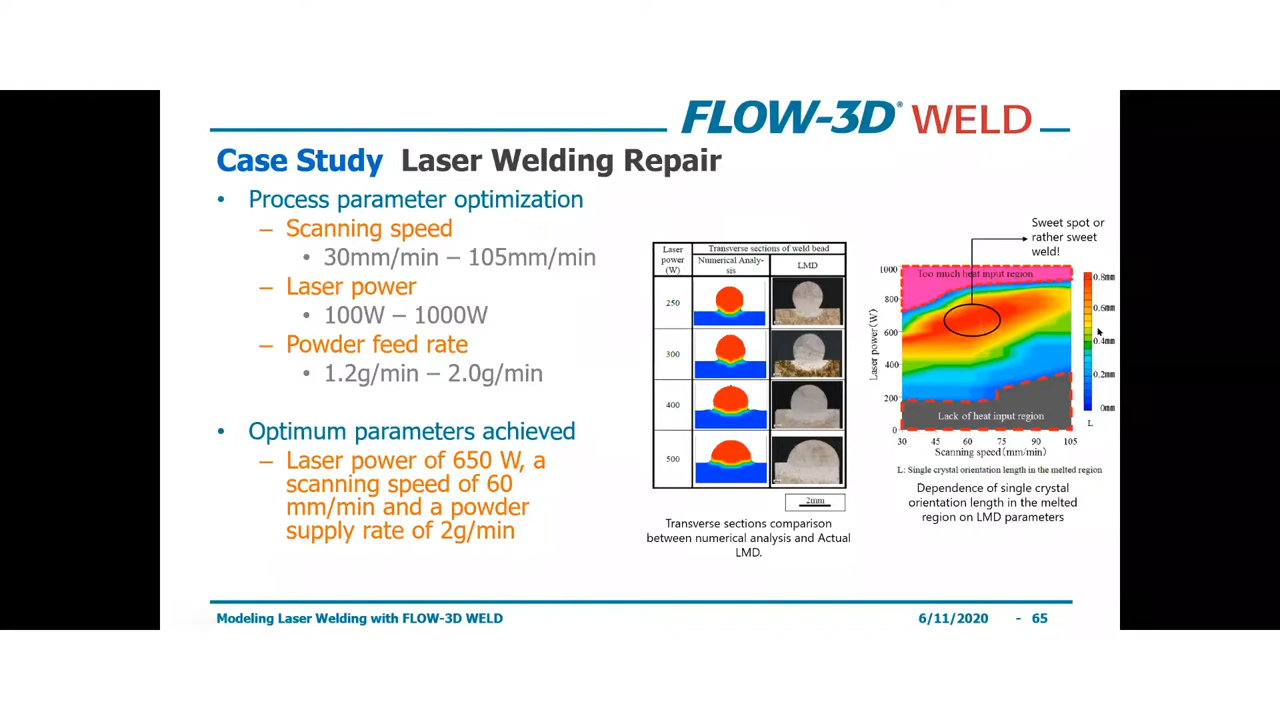 FLOW-3D® WELD
Case Study Laser Welding Repair
• Process parameter optimization
– Scanning speed
• 30mm/min – 105mm/min
– Laser power
• 100W – 1000W
– Powder feed rate
• 1.2g/min – 2.0g/min
• Optimum parameters achieved
– Laser power of 650 W, a
scanning speed of 60
mm/min and a powder
supply rate of 2g/min
Laser
power
(W)
Transverse sections of weld bead
Numerical Analy-
sis
LMD
250
300
400
500
2mm
Transverse sections comparison
between numerical analysis and Actual
LMD.
Sweet spot or
rather sweet
weld!
Too much heat input region
Lack of heat input region
Laser power(W)
1000
800
600
400
200
0
30 45 60 75 90 105
Scanning speed(mm/min)
0.8mm
0.6mm
0.4mm
0.2mm
0mm
L
L: Single crystal orientation length in the melted region
Dependence of single crystal
orientation length in the melted
region on LMD parameters
Modeling Laser Welding with FLOW-3D WELD
6/11/2020 - 65